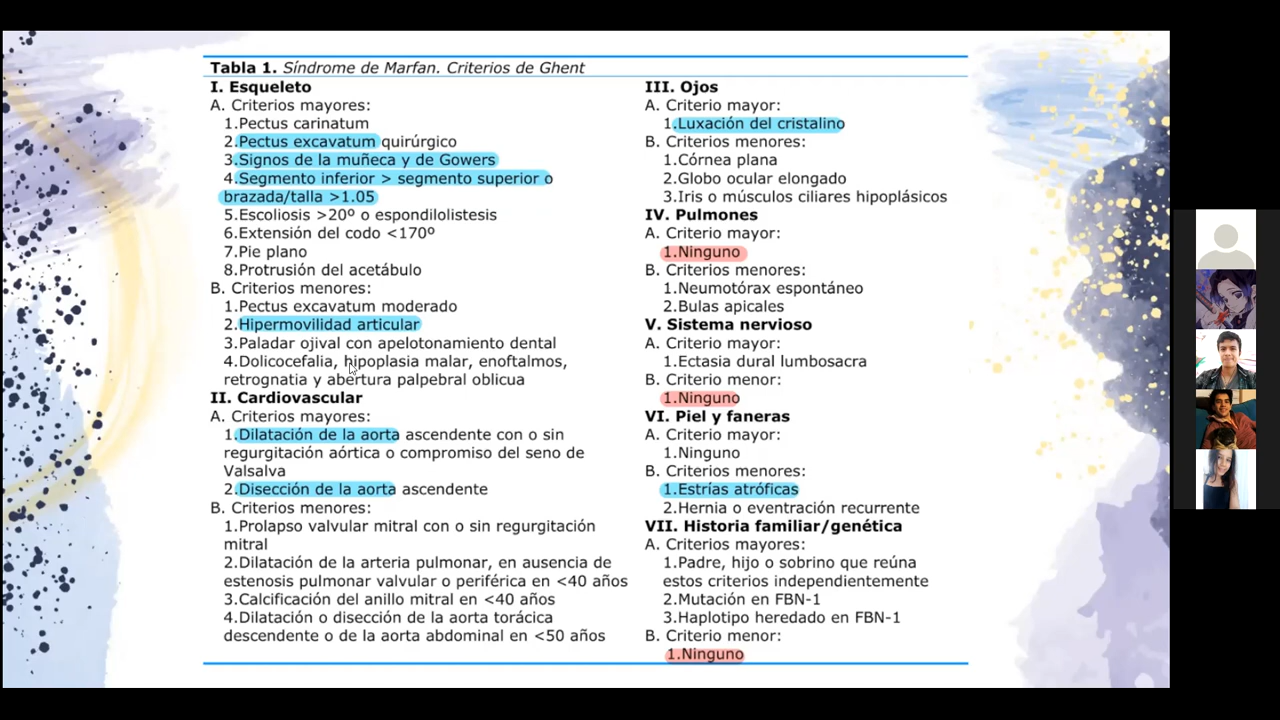 Tabla 1. Síndrome de Marfan. Criterios de Ghent
I. Esqueleto
A. Criterios mayores:
1.Pectus carinatum
2.Pectus excavatum quirúrgico
3.Signos de la muñeca y de Gowers
4.Segmento inferior > segmento superior o
brazada/talla >1.05
5.Escoliosis >20º o espondilolistesis
6.Extensión del codo <170º
7.Pie plano
8.Protrusión del acetábulo
B. Criterios menores:
1.Pectus excavatum moderado
2.Hipermovilidad articular
3.Paladar ojival con apelotonamiento dental
4.Dolicocefalia, hipoplasia malar, enoftalmos,
retrognatia y abertura palpebral oblicua
II. Cardiovascular
A. Criterios mayores:
1.Dilatación de la aorta ascendente con o sin
regurgitación aórtica o compromiso del seno de
Valsalva
2.Disección de la aorta ascendente
B. Criterios menores:
1.Prolapso valvular mitral con o sin regurgitación
mitral
2.Dilatación de la arteria pulmonar, en ausencia de
estenosis pulmonar valvular o periférica en <40 años
3.Calcificación del anillo mitral en <40 años
4.Dilatación o disección de la aorta torácica
descendente o de la aorta abdominal en <50 años
III. Ojos
A. Criterio mayor:
1.Luxación del cristalino
B. Criterios menores:
1.Córnea plana
2.Globo ocular elongado
3.Iris o músculos ciliares hipoplásicos
IV. Pulmones
A. Criterio mayor:
1.Ninguno
B. Criterios menores:
1.Neumotórax espontáneo
2.Bulas apicales
V. Sistema nervioso
A. Criterio mayor:
1.Ectasia dural lumbosacra
B. Criterio menor:
1.Ninguno
VI. Piel y faneras
A. Criterio mayor:
1.Ninguno
B. Criterios menores:
1.Estrías atróficas
2.Hernia o eventración recurrente
VII. Historia familiar/genética
A. Criterios mayores:
1.Padre, hijo o sobrino que reúna
estos criterios independientemente
2.Mutación en FBN-1
3.Haplotipo heredado en FBN-1
B. Criterio menor:
1.Ninguno